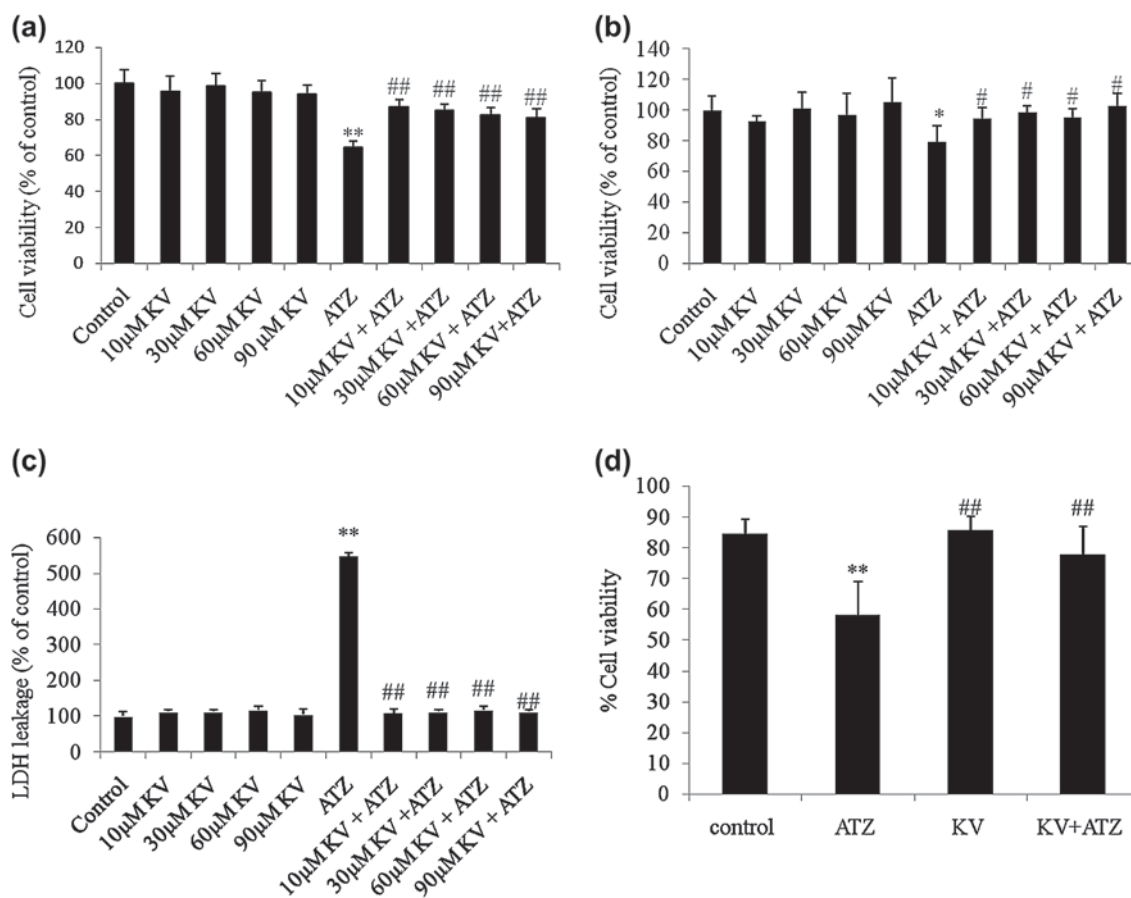 (a)
120
100
80
60
40
20
0
Cell viability (% of control)
** ## ## ## ##
Control
10µM KV
30µM KV
60µM KV
90 µM KV
ATZ
10µM KV + ATZ
30µM KV +ATZ
60µM KV + ATZ
90µM KV+ATZ
(b)
140
120
100
80
60
40
20
0
Cell viability (% of control)
* # # # #
Control
10µM KV
30µM KV
60µM KV
90µM KV
ATZ
10µM KV + ATZ
30µM KV +ATZ
60µM KV + ATZ
90µM KV + ATZ
(c)
600
500
400
300
200
100
0
LDH leakage (% of control)
** ## ## ## ##
Control
10µM KV
30µM KV
60µM KV
90µM KV
ATZ
10µM KV + ATZ
30µM KV +ATZ
60µM KV + ATZ
90µM KV + ATZ
(d)
100
90
80
70
60
50
40
30
20
10
0
% Cell viability
** ## ##
control ATZ KV KV+ATZ